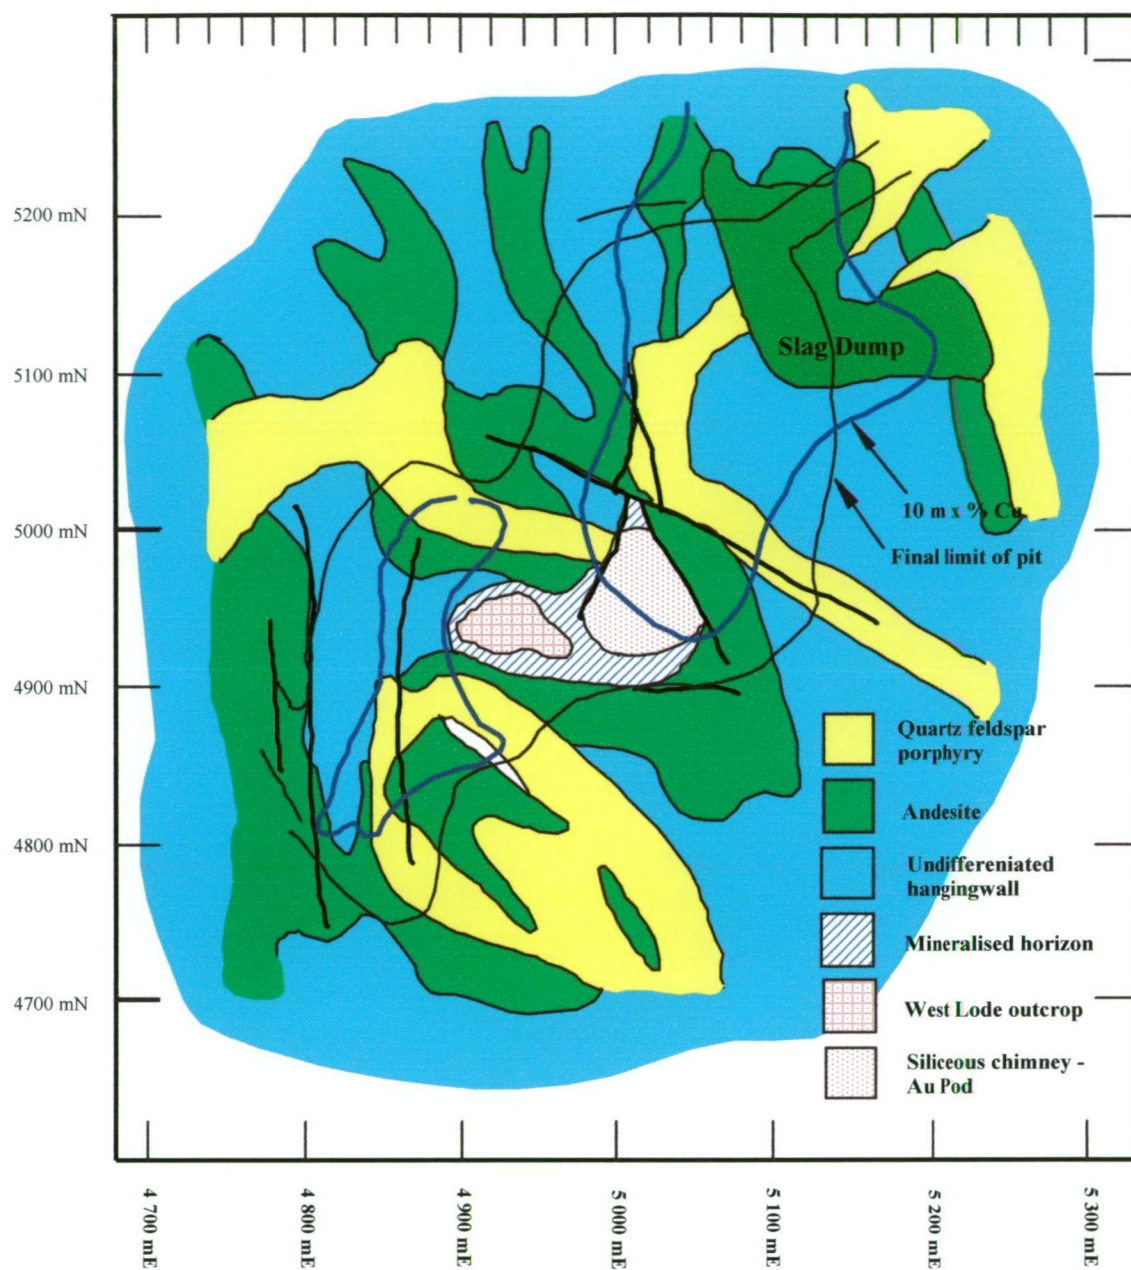 5200 mN
5100 mN
5000 mN
4900 mN
4800 mN
4700 mN
Slag Dump
10 m x % Cu
Final limit of pit
Quartz feldspar
porphyry
Andesite
Undiffereniated
hangingwall
Mineralised horizon
West Lode outcrop
Siliceous chimney -
Au Pod
4 700 mE
4 800 mE
4 900 mE
5 000 mE
5 100 mE
5 200 mE
5 300 mE